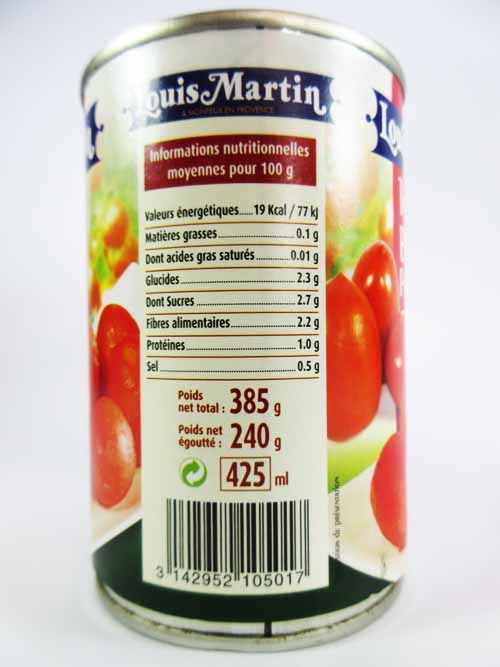 Louis Martin
À MONTEUX EN PROVENCE
Informations nutritionnelles
moyennes pour 100 g
Valeurs énergétiques.....19 Kcal / 77 kJ
Matières grasses..........0.1 g
Dont acides gras saturés..........0.01 g
Glucides..........2.3 g
Dont Sucres..........2.7 g
Fibres alimentaires..........2.2 g
Protéines..........1.0 g
Sel..........0.5 g
Poids
net total : 385 g
Poids net
égoutté : 240 g
425 ml
3 142952 105017
de présentation